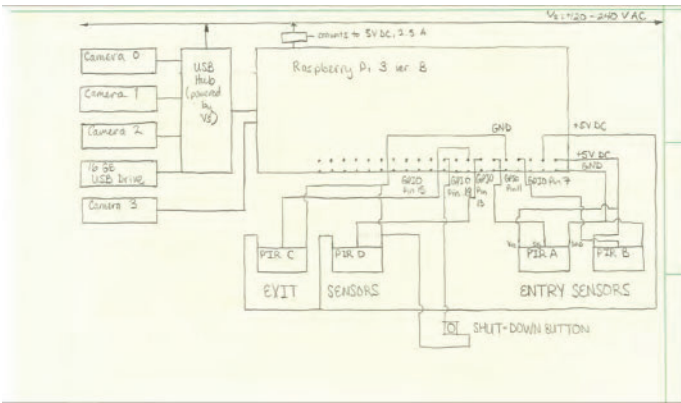 Vs = 120-240 VAC
converts to 5V DC, 2.5 A
Camera 0
USB
Hub
(powered
by
Vs)
Raspberry Pi 3 ver B
Camera 1
Camera 2
16 GB
USB Drive
Camera 3
GND
+5V DC
+5V DC
GND
GPIO
Pin 15
GPIO
Pin
GPIO
Pin
13
GPIO
Pin 11
GPIO Pin 7
PIR C
PIR D
PIR A
PIR B
EXIT SENSORS
ENTRY SENSORS
SHUT-DOWN BUTTON